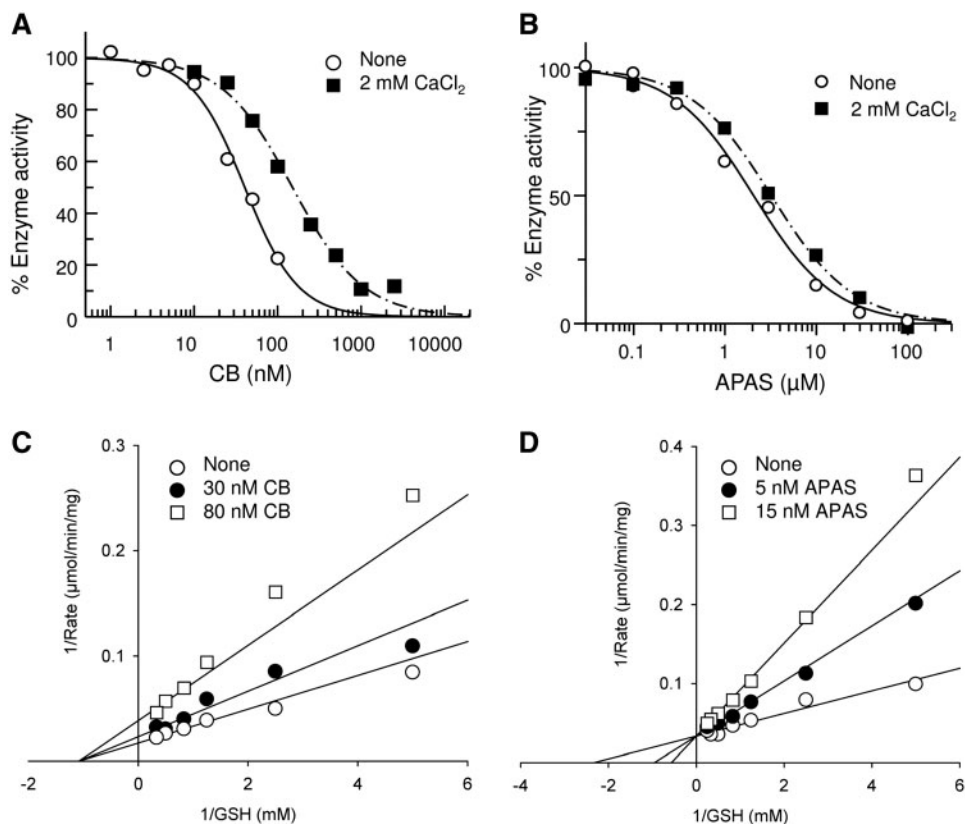 A
None
2 mM CaCl₂
% Enzyme activity
100
80
60
40
20
0
1
10
100
1000
10000
CB (nM)
B
None
2 mM CaCl₂
% Enzyme activitiy
100
50
0
0.1
1
10
100
APAS (µM)
C
None
30 nM CB
80 nM CB
1/Rate (µmol/min/mg)
0.3
0.2
0.1
-2
0
2
4
6
1/GSH (mM)
D
None
5 nM APAS
15 nM APAS
1/Rate (µmol/min/mg)
0.4
0.3
0.2
0.1
-4
-2
0
2
4
6
1/GSH (mM)